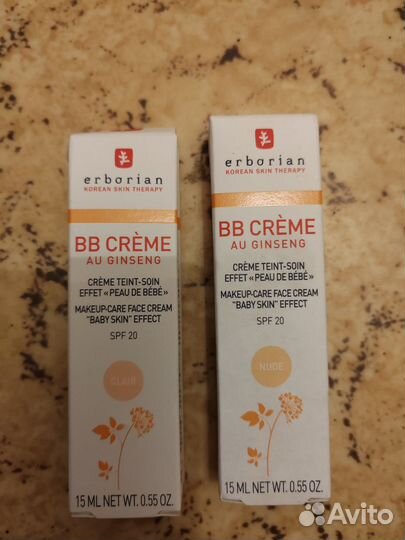 erborian
KOREAN SKIN THERAPY
BB CRÈME
AU GINSENG
CRÈME TEINT-SOIN
EFFET «PEAU DE BÉBÉ»
MAKEUP-CARE FACE CREAM
"BABY SKIN" EFFECT
SPF 20
CLAIR
15 ML NET WT. 0.55 OZ.
erborian
KOREAN SKIN THERAPY
BB CRÈME
AU GINSENG
CRÈME TEINT-SOIN
EFFET «PEAU DE BÉBÉ»
MAKEUP-CARE FACE CREAM
"BABY SKIN" EFFECT
SPF 20
NUDE
15 ML NET WT. 0.55 OZ.
Avito